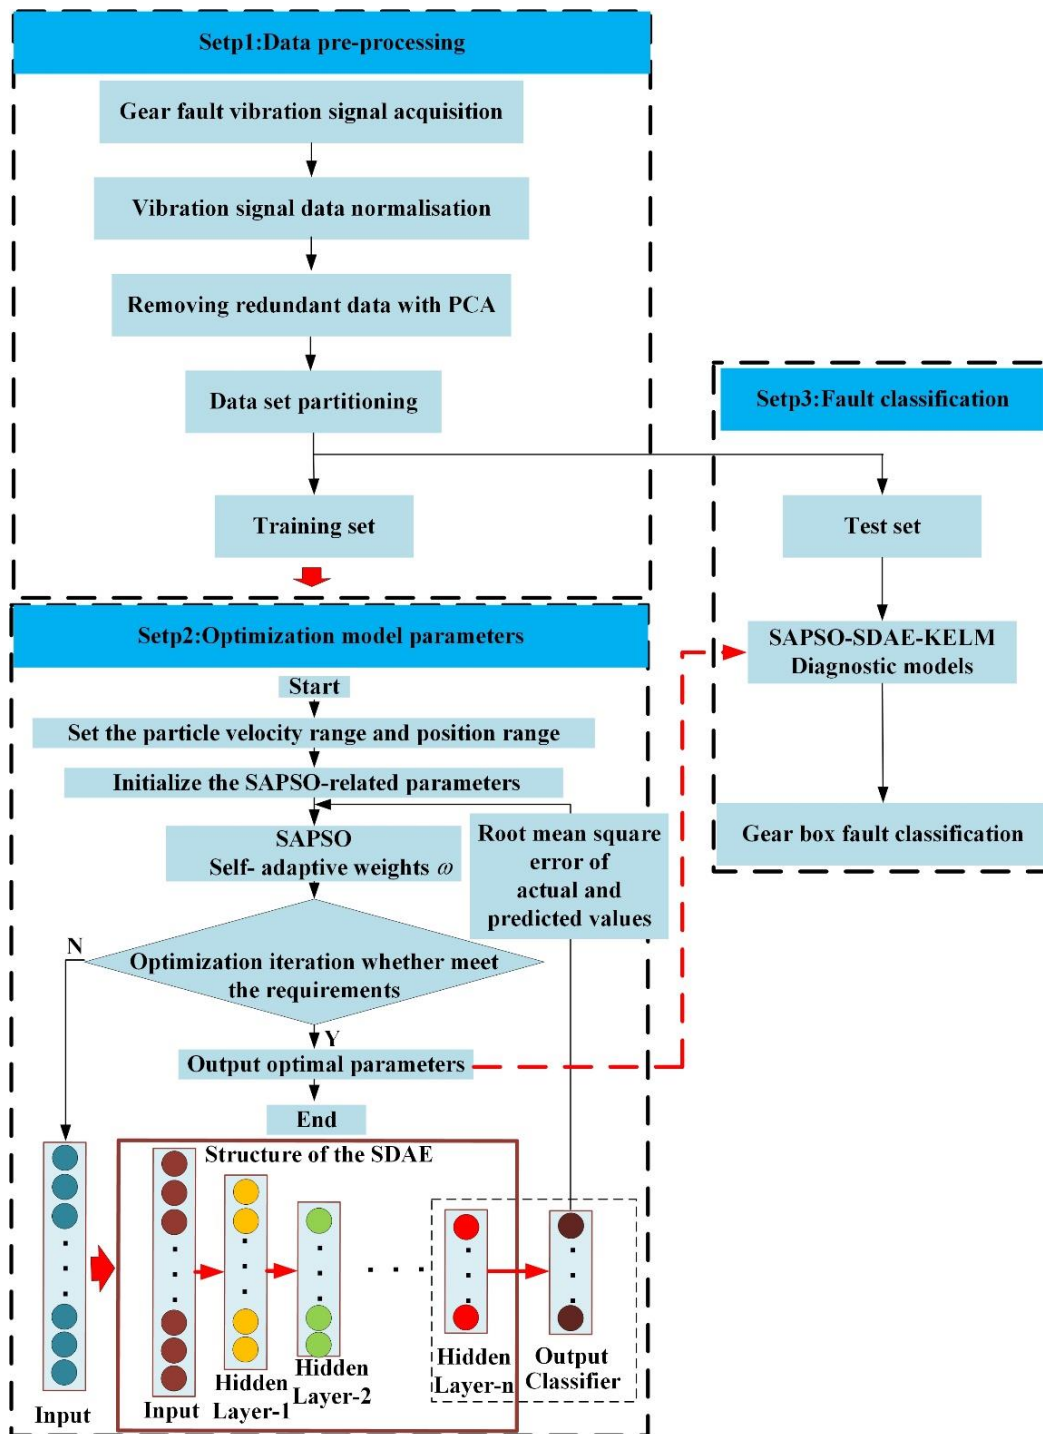 Setp1:Data pre-processing
Gear fault vibration signal acquisition
Vibration signal data normalisation
Removing redundant data with PCA
Data set partitioning
Training set
Setp2:Optimization model parameters
Start
Set the particle velocity range and position range
Initialize the SAPSO-related parameters
SAPSO
Self- adaptive weights ω
Root mean square
error of
actual and
predicted values
N
Optimization iteration whether meet
the requirements
Y
Output optimal parameters
End
Structure of the SDAE
Input
Input
Hidden
Layer-1
Hidden
Layer-2
Hidden
Layer-n
Output
Classifier
Setp3:Fault classification
Test set
SAPSO-SDAE-KELM
Diagnostic models
Gear box fault classification